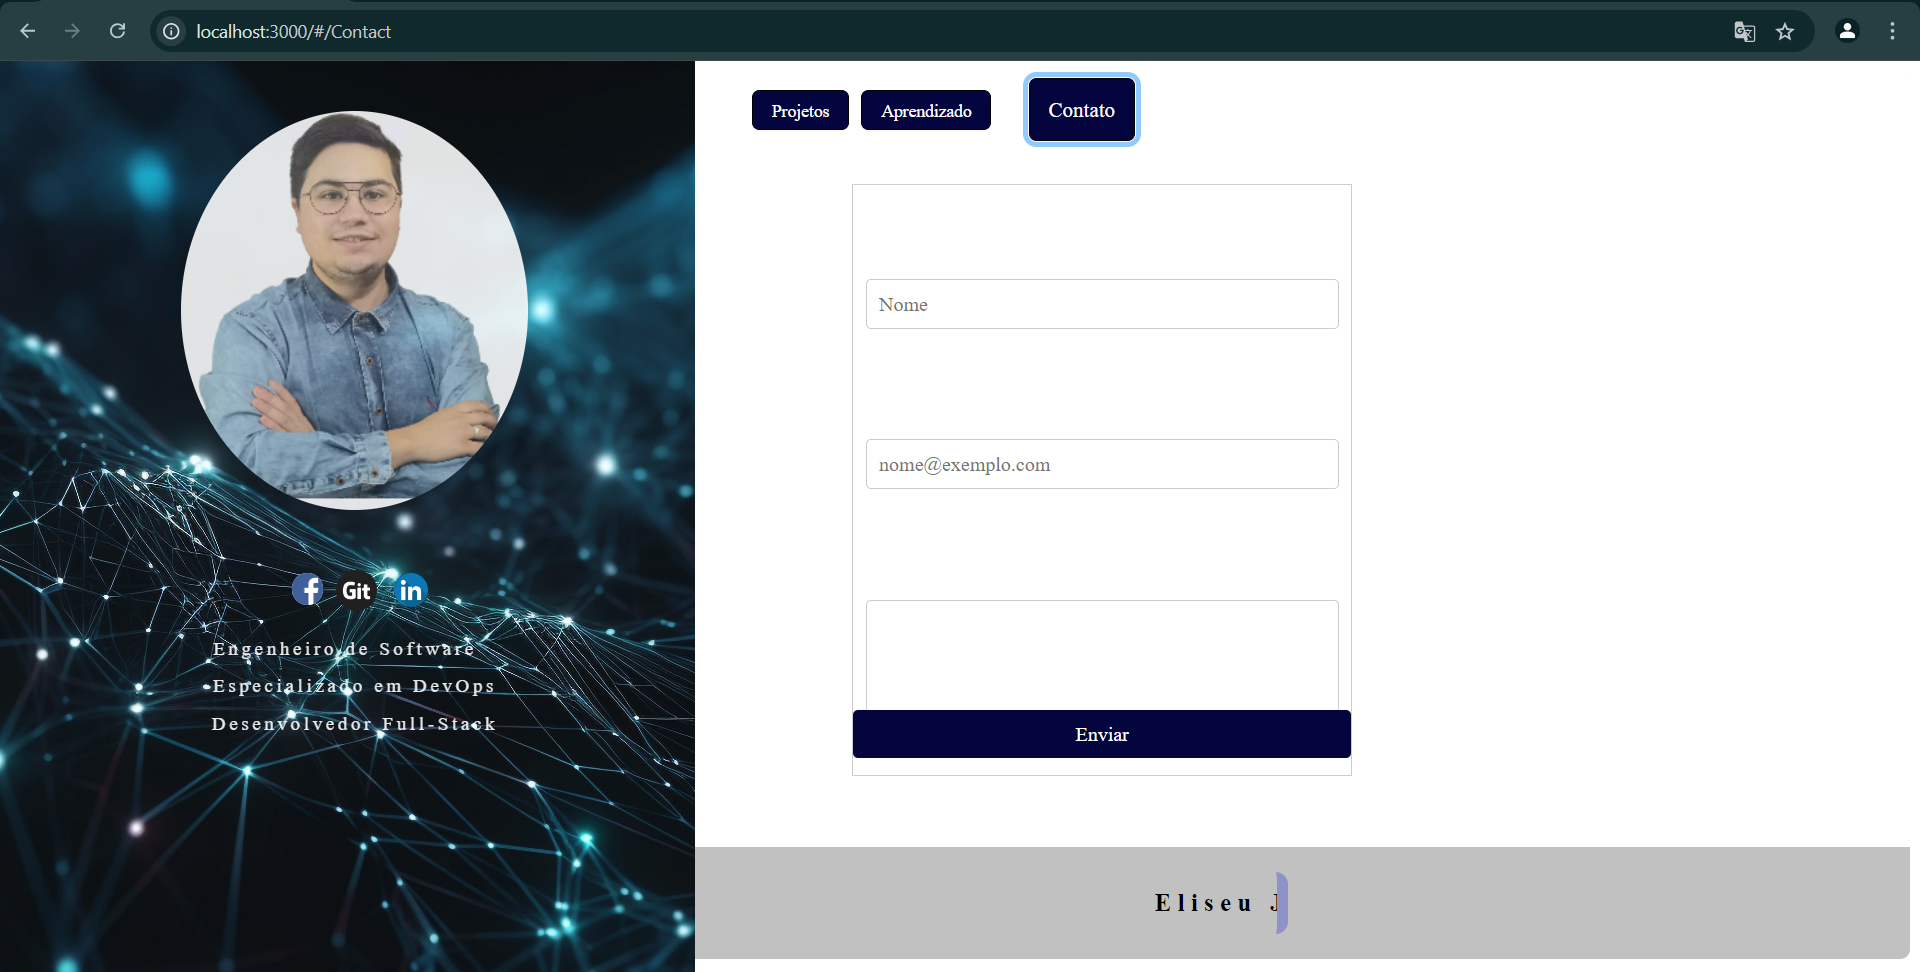 localhost:3000/#/Contact
Projetos
Aprendizado
Contato
Nome
nome@exemplo.com
Enviar
f
Git
in
Engenheiro de Software
Especializado em DevOps
Desenvolvedor Full-Stack
Eliseu J